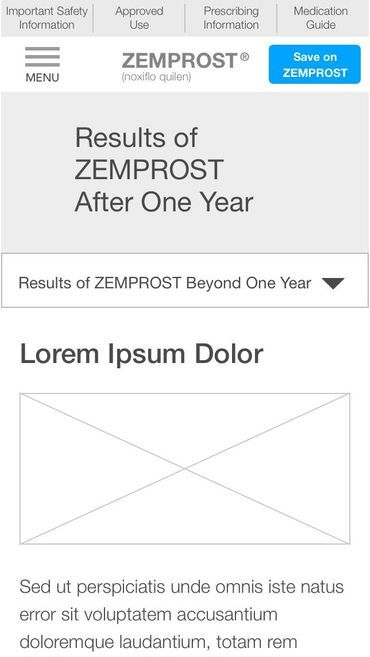 Important Safety Information
Approved Use
Prescribing Information
Medication Guide
MENU
ZEMPROST®
(noxiflo quilen)
Save on
ZEMPROST
Results of
ZEMPROST
After One Year
Results of ZEMPROST Beyond One Year
Lorem Ipsum Dolor
Sed ut perspiciatis unde omnis iste natus
error sit voluptatem accusantium
doloremque laudantium, totam rem